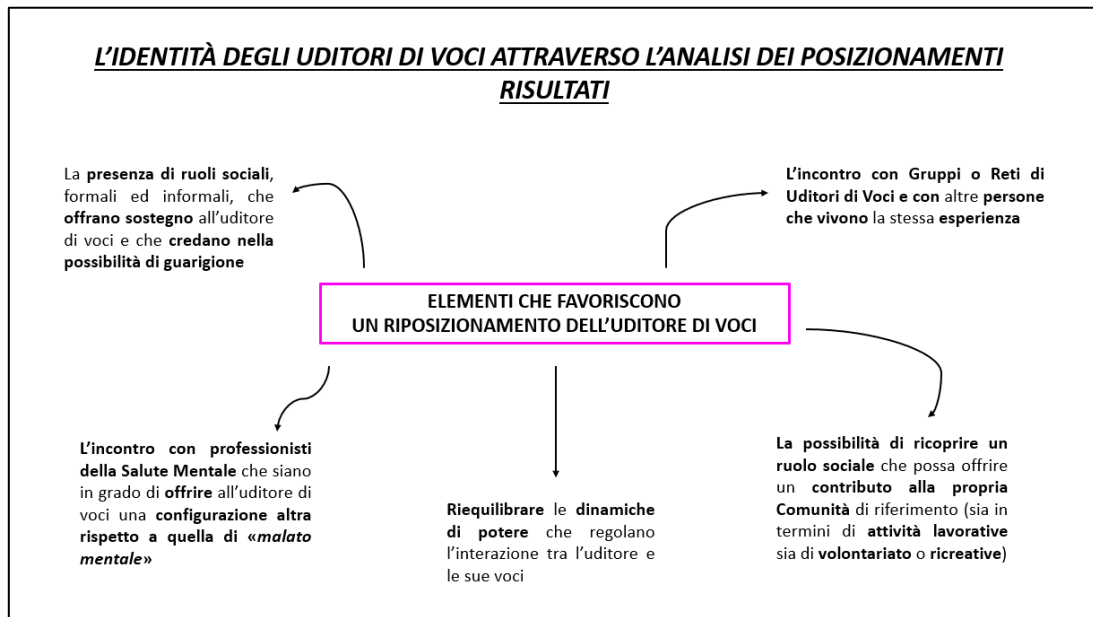 L'IDENTITÀ DEGLI UDITORI DI VOCI ATTRAVERSO L'ANALISI DEI POSIZIONAMENTI
RISULTATI
La presenza di ruoli sociali,
formali ed informali, che
offrano sostegno all'uditore
di voci e che credano nella
possibilità di guarigione
L'incontro con Gruppi o Reti di
Uditori di Voci e con altre persone
che vivono la stessa esperienza
ELEMENTI CHE FAVORISCONO
UN RIPOSIZIONAMENTO DELL'UDITORE DI VOCI
L'incontro con professionisti
della Salute Mentale che siano
in grado di offrire all'uditore di
voci una configurazione altra
rispetto a quella di «malato
mentale»
Riequilibrare le dinamiche
di potere che regolano
l'interazione tra l'uditore e
le sue voci
La possibilità di ricoprire un
ruolo sociale che possa offrire
un contributo alla propria
Comunità di riferimento (sia in
termini di attività lavorative
sia di volontariato o ricreative)